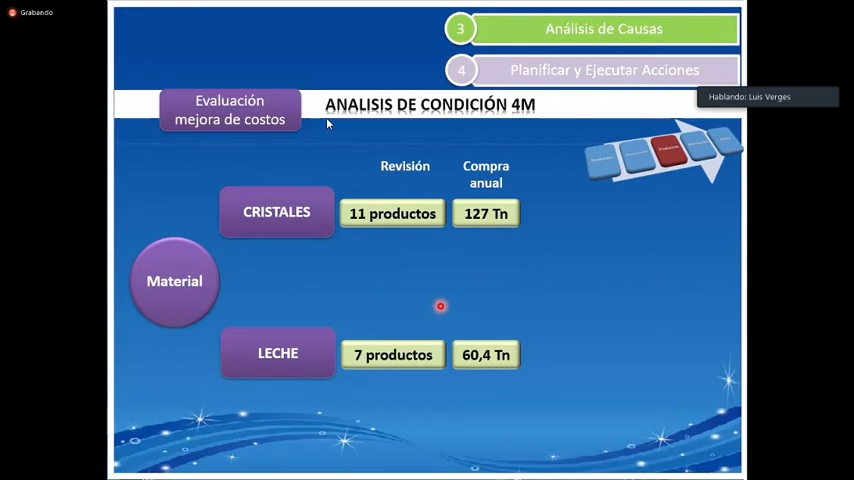 Grabando
3
Análisis de Causas
4
Planificar y Ejecutar Acciones
Hablando: Luis Verges
Evaluación
mejora de costos
ANALISIS DE CONDICIÓN 4M
Revisión
Compra
anual
CRISTALES
11 productos
127 Tn
Material
LECHE
7 productos
60,4 Tn